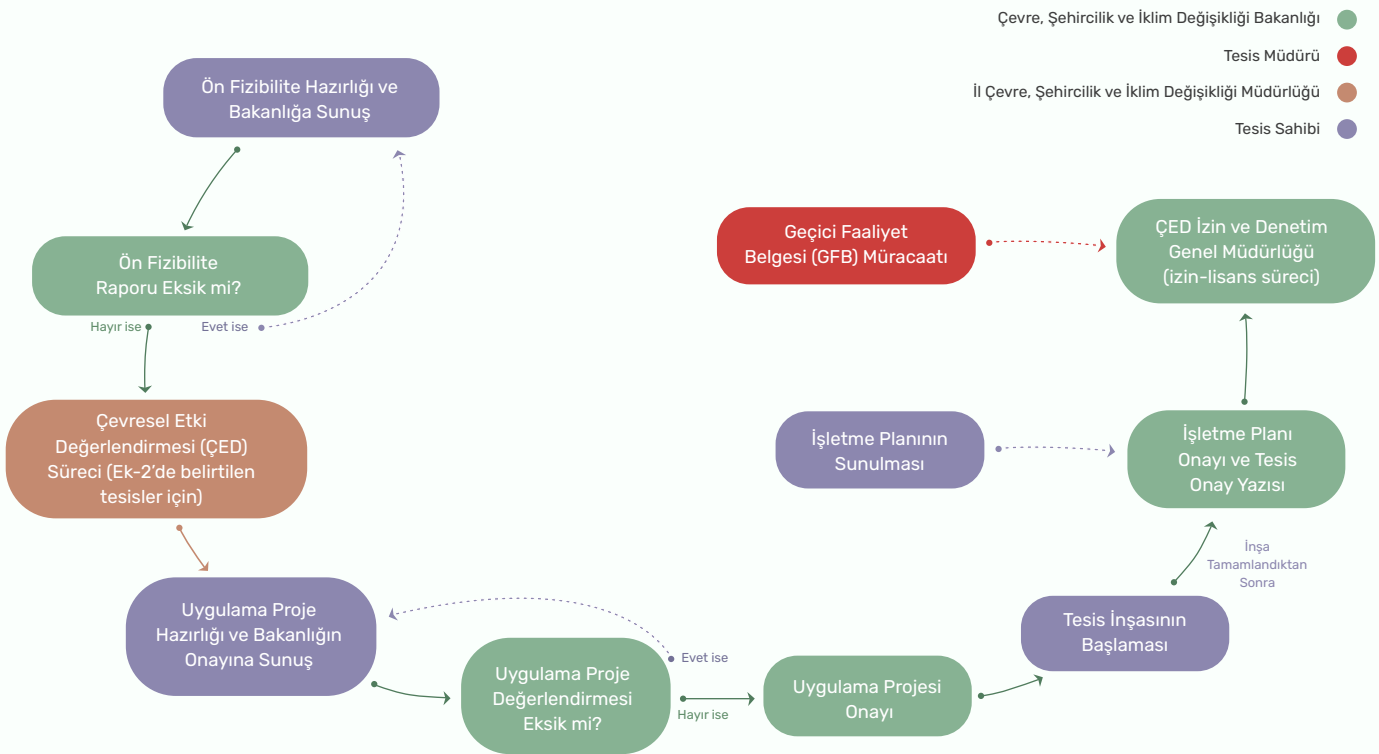 Çevre, Şehircilik ve İklim Değişikliği Bakanlığı
Tesis Müdürü
İl Çevre, Şehircilik ve İklim Değişikliği Müdürlüğü
Tesis Sahibi
Ön Fizibilite Hazırlığı ve
Bakanlığa Sunuş
Ön Fizibilite
Raporu Eksik mi?
Hayır ise
Evet ise
Çevresel Etki
Değerlendirmesi (ÇED)
Süreci (Ek-2’de belirtilen
tesisler için)
Uygulama Proje
Hazırlığı ve Bakanlığın
Onayına Sunuş
Uygulama Proje
Değerlendirmesi
Eksik mi?
Evet ise
Hayır ise
Uygulama Projesi
Onayı
Tesis İnşasının
Başlaması
İnşa
Tamamlandıktan
Sonra
İşletme Planının
Sunulması
İşletme Planı
Onayı ve Tesis
Onay Yazısı
Geçici Faaliyet
Belgesi (GFB) Müracaatı
ÇED İzin ve Denetim
Genel Müdürlüğü
(izin-lisans süreci)